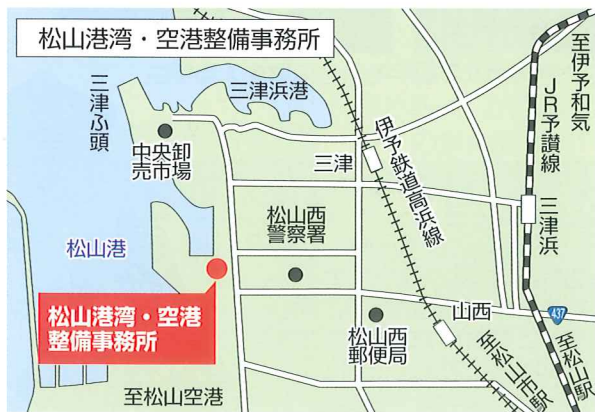 松山港湾・空港整備事務所
至伊予和気
JR予讃線
三津浜港
三津ふ頭
伊予鉄道高浜線
中央卸
売市場
三津
三津浜
松山西
警察署
松山港
松山港湾・空港
整備事務所
山西
437
松山西
郵便局
至松山空港
至松山市駅
至松山駅